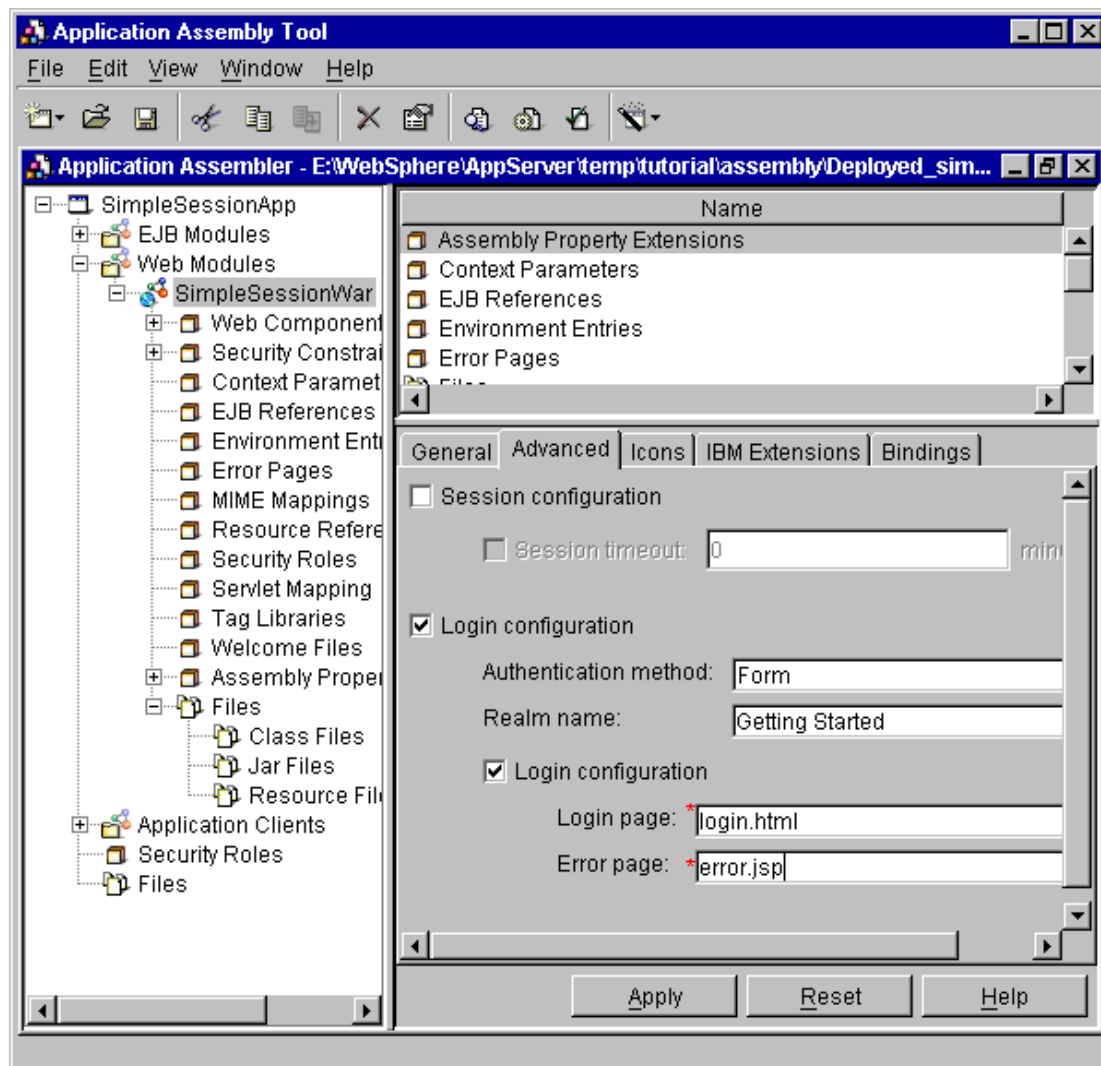 Application Assembly Tool
File Edit View Window Help
Application Assembler - E:\WebSphere\AppServer\temp\tutorial\assembly\Deployed_sim...
SimpleSessionApp
EJB Modules
Web Modules
SimpleSessionWar
Web Component
Security Constrai
Context Paramet
EJB References
Environment Entr
Error Pages
MIME Mappings
Resource Refere
Security Roles
Servlet Mapping
Tag Libraries
Welcome Files
Assembly Proper
Files
Class Files
Jar Files
Resource File
Application Clients
Security Roles
Files
Name
Assembly Property Extensions
Context Parameters
EJB References
Environment Entries
Error Pages
Files
General Advanced Icons IBM Extensions Bindings
Session configuration
Session timeout: 0 minu
Login configuration
Authentication method: Form
Realm name: Getting Started
Login configuration
Login page: *login.html
Error page: *error.jsp
Apply Reset Help